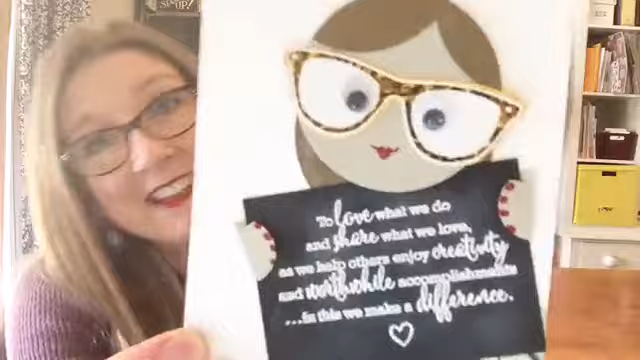 UP!
To love what we do
and share what we love,
as we help others enjoy creativity
and worthwhile accomplishments
...in this we make a difference.